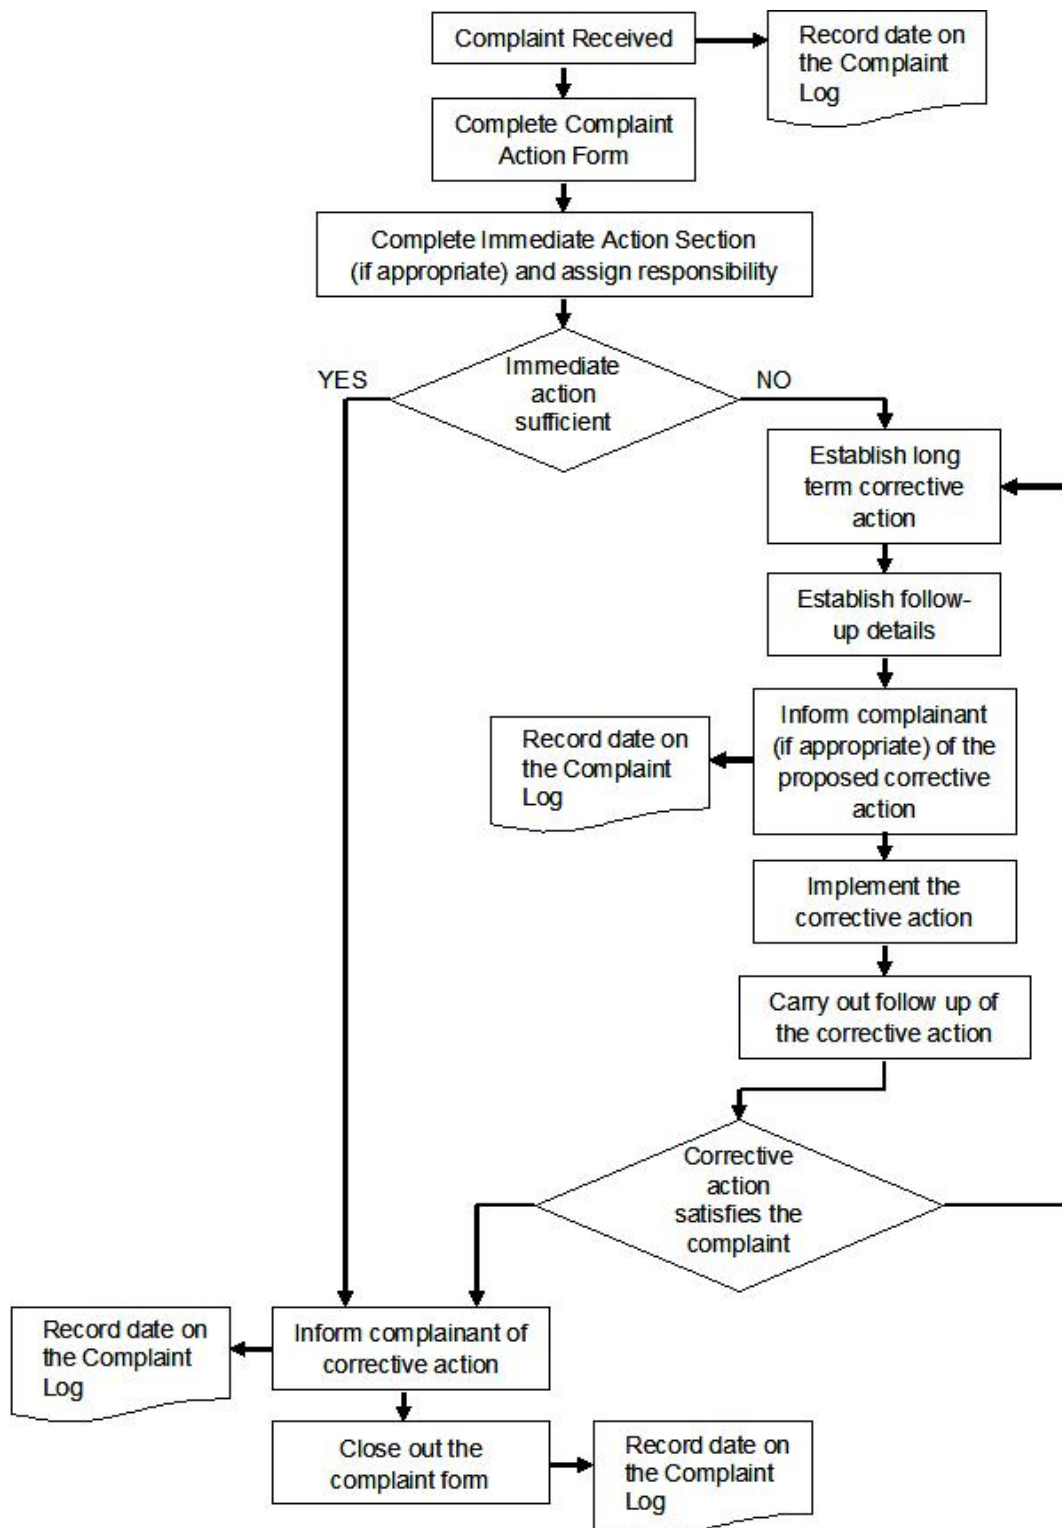 Complaint Received
Record date on
the Complaint
Log
Complete Complaint
Action Form
Complete Immediate Action Section
(if appropriate) and assign responsibility
Immediate
action
sufficient
YES
NO
Establish long
term corrective
action
Establish follow-
up details
Inform complainant
(if appropriate) of the
proposed corrective
action
Record date on
the Complaint
Log
Implement the
corrective action
Carry out follow up of
the corrective action
Corrective
action
satisfies the
complaint
Inform complainant of
corrective action
Record date on
the Complaint
Log
Close out the
complaint form
Record date on
the Complaint
Log